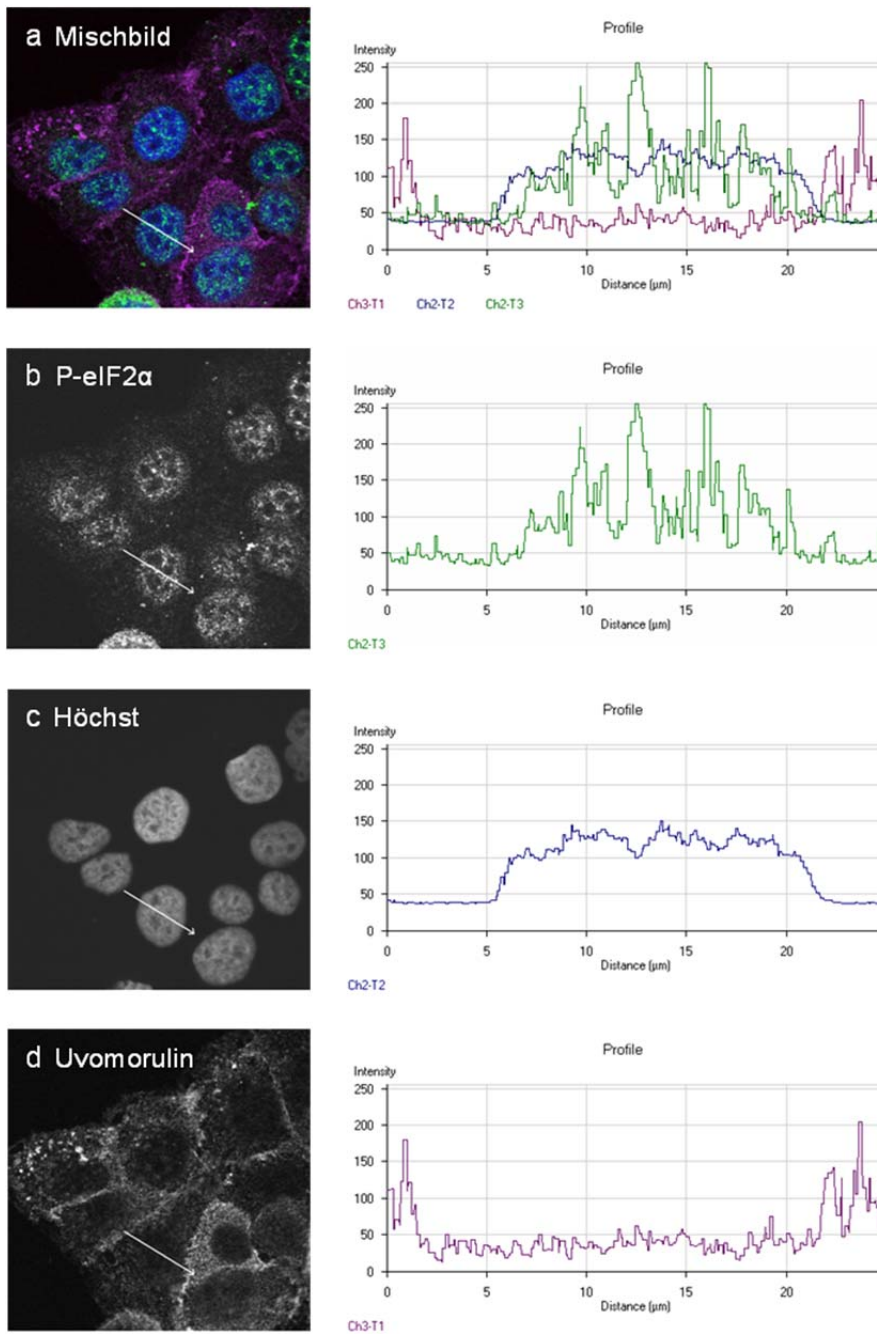 a Mischbild
Profile
Intensity
250
200
150
100
50
0
0 5 10 15 20
Distance (µm)
Ch3-T1 Ch2-T2 Ch2-T3
b P-eIF2α
Profile
Intensity
250
200
150
100
50
0
0 5 10 15 20
Distance (µm)
Ch2-T3
c Höchst
Profile
Intensity
250
200
150
100
50
0
0 5 10 15 20
Distance (µm)
Ch2-T2
d Uvomorulin
Profile
Intensity
250
200
150
100
50
0
0 5 10 15 20
Distance (µm)
Ch3-T1